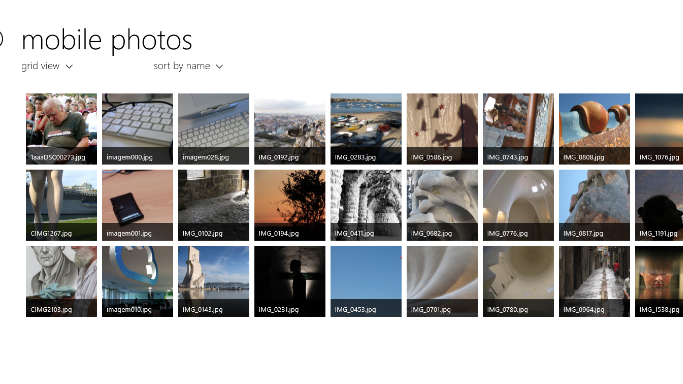 mobile photos
grid view
sort by name
1aaaDSC00273.jpg
imagem000.jpg
imagem028.jpg
IMG_0192.jpg
IMG_0283.jpg
IMG_0586.jpg
IMG_0743.jpg
IMG_0808.jpg
IMG_1076.jpg
CIMG1267.jpg
imagem001.jpg
IMG_0102.jpg
IMG_0194.jpg
IMG_0411.jpg
IMG_0682.jpg
IMG_0776.jpg
IMG_0817.jpg
IMG_1191.jpg
CIMG2103.jpg
imagem010.jpg
IMG_0143.jpg
IMG_0231.jpg
IMG_0453.jpg
IMG_0701.jpg
IMG_0780.jpg
IMG_0964.jpg
IMG_1538.jpg